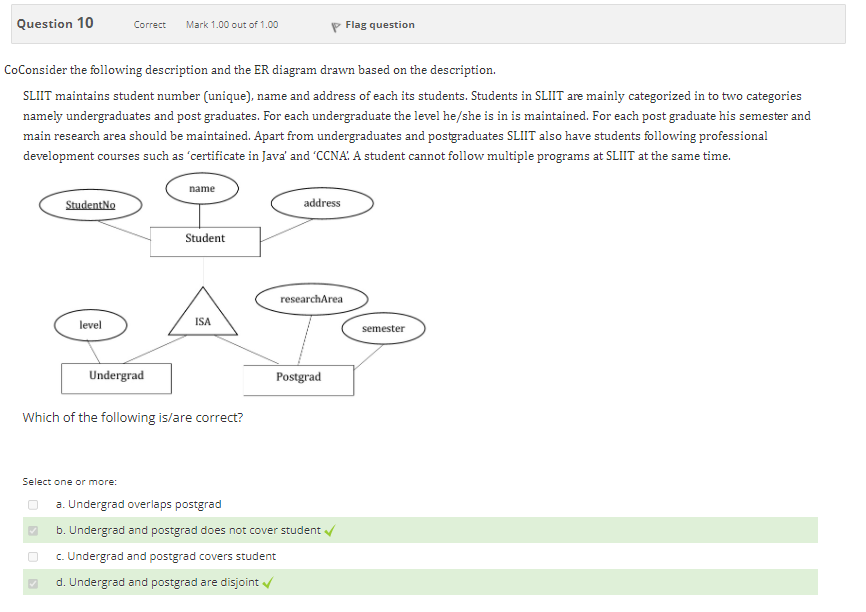 Question 10 Correct Mark 1.00 out of 1.00 Flag question
CoConsider the following description and the ER diagram drawn based on the description.
SLIIT maintains student number (unique), name and address of each its students. Students in SLIIT are mainly categorized in to two categories
namely undergraduates and post graduates. For each undergraduate the level he/she is in is maintained. For each post graduate his semester and
main research area should be maintained. Apart from undergraduates and postgraduates SLIIT also have students following professional
development courses such as 'certificate in Java' and 'CCNA'. A student cannot follow multiple programs at SLIIT at the same time.
name
StudentNo
address
Student
researchArea
level
ISA
semester
Undergrad
Postgrad
Which of the following is/are correct?
Select one or more:
a. Undergrad overlaps postgrad
b. Undergrad and postgrad does not cover student
c. Undergrad and postgrad covers student
d. Undergrad and postgrad are disjoint